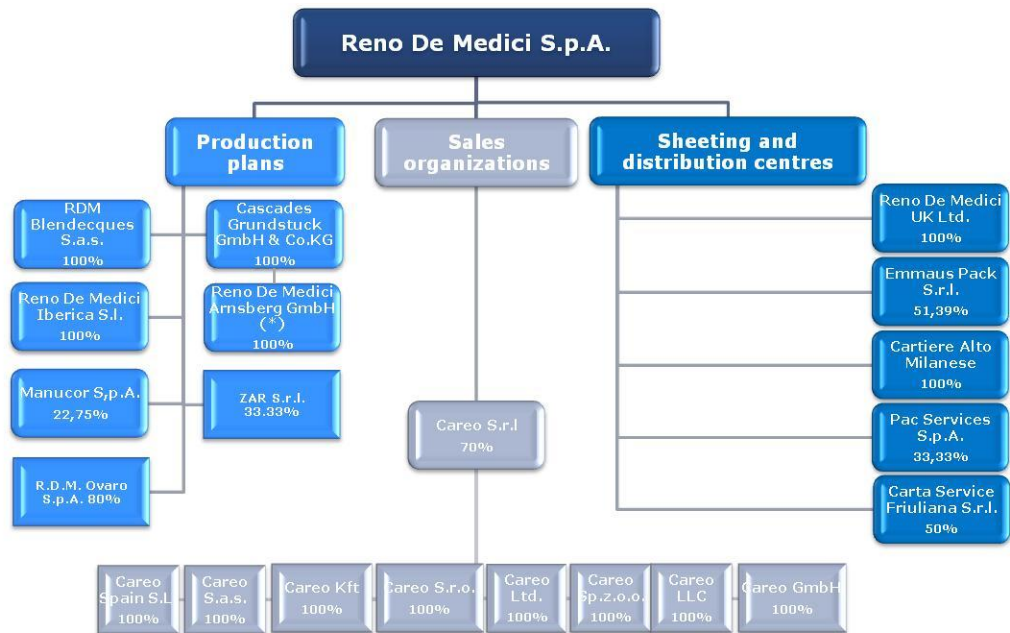 Reno De Medici S.p.A.
Production
plans
Sales
organizations
Sheeting and
distribution centres
RDM
Blendecques
S.a.s.
100%
Cascades
Grundstuck
GmbH & Co.KG
100%
Reno De Medici
Iberica S.l.
100%
Reno De Medici
Arnsberg GmbH
(*)
100%
Manucor S,p.A.
22,75%
ZAR S.r.l.
33.33%
R.D.M. Ovaro
S.p.A. 80%
Careo S.r.l
70%
Careo
Spain S.L
100%
Careo
S.a.s.
100%
Careo Kft
100%
Careo S.r.o.
100%
Careo
Ltd.
100%
Careo
Sp.z.o.o.
100%
Careo
LLC
100%
Careo GmbH
100%
Reno De Medici
UK Ltd.
100%
Emmaus Pack
S.r.l.
51,39%
Cartiere Alto
Milanese
100%
Pac Services
S.p.A.
33,33%
Carta Service
Friuliana S.r.l.
50%